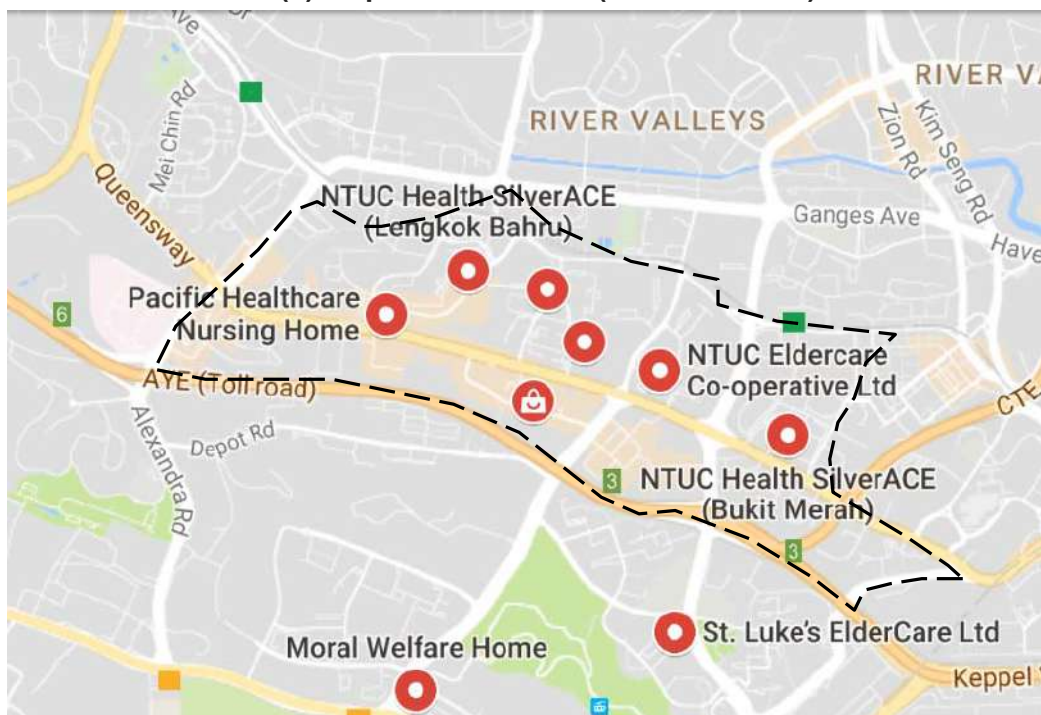 Mei Chin Rd
Queensway
RIVER VALLEYS
RIVER VA
Zion Rd
Kim Seng Rd
Ganges Ave
Have
NTUC Health SilverACE
(Lengkok Bahru)
Pacific Healthcare
Nursing Home
6
AYE (Toll road)
NTUC Eldercare
Co-operative Ltd
CTE
Depot Rd
Alexandra Rd
3
NTUC Health SilverACE
(Bukit Merah)
3
St. Luke's ElderCare Ltd
Moral Welfare Home
Keppel